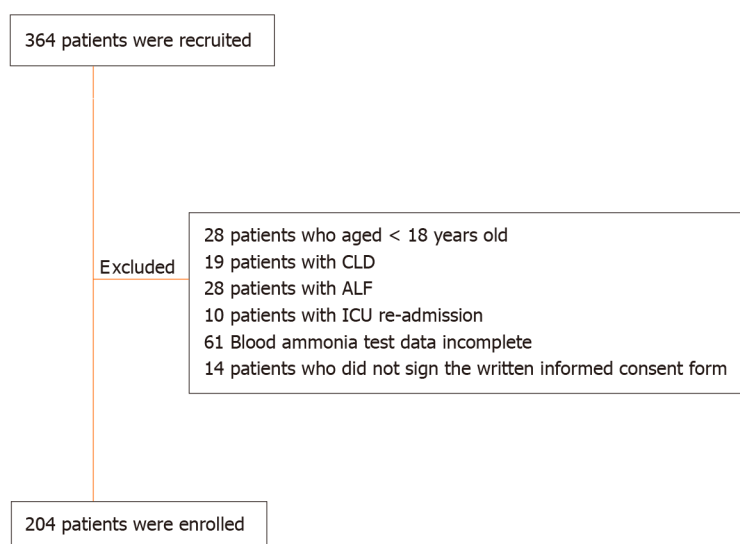 364 patients were recruited
Excluded
28 patients who aged < 18 years old
19 patients with CLD
28 patients with ALF
10 patients with ICU re-admission
61 Blood ammonia test data incomplete
14 patients who did not sign the written informed consent form
204 patients were enrolled